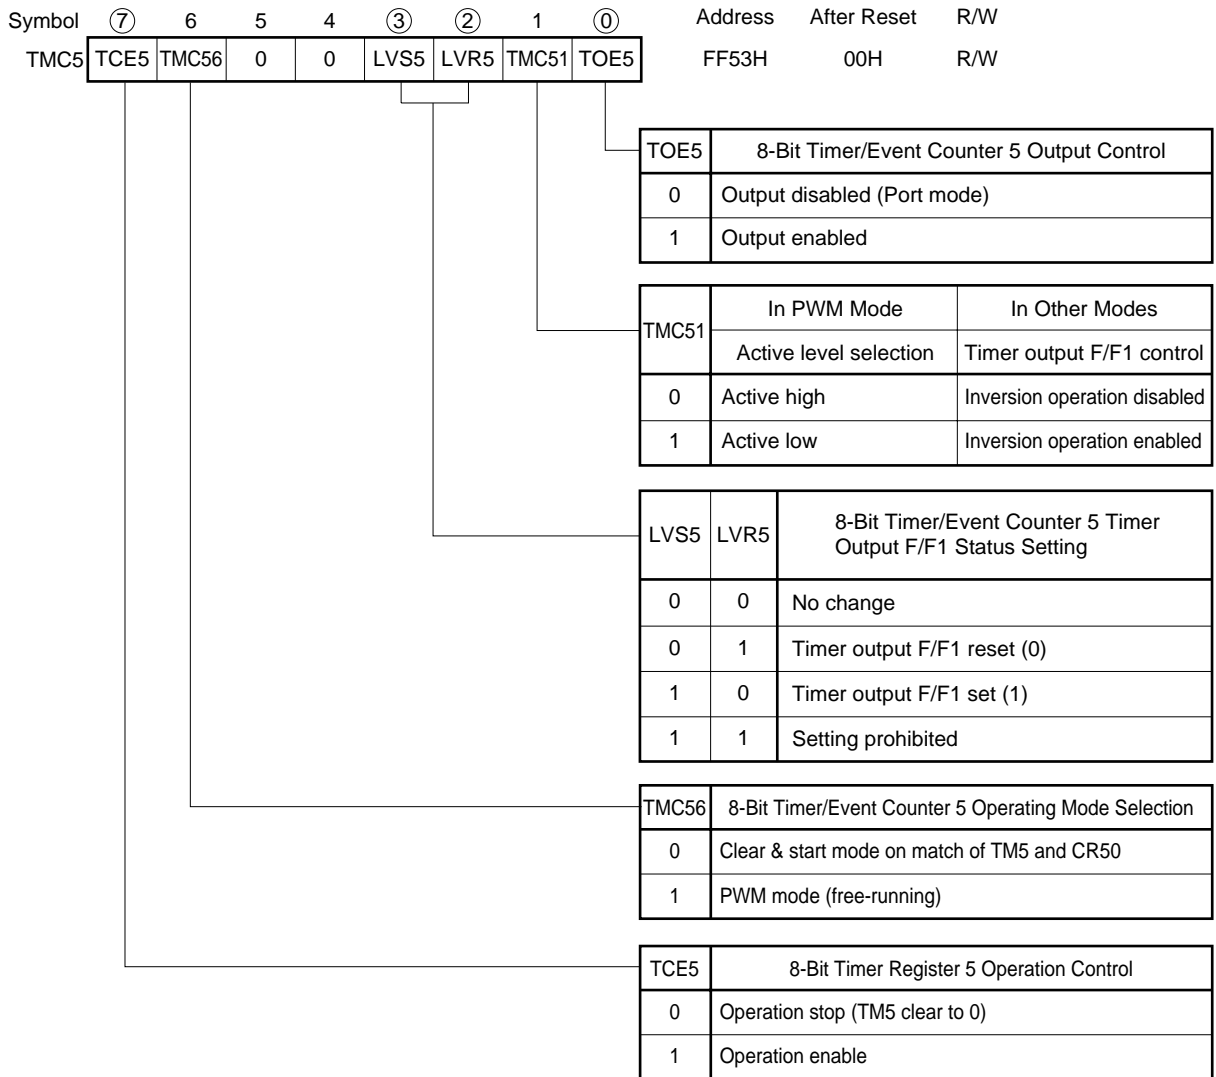 Symbol ⑦ 6 5 4 ③ ② 1 ⓪ Address After Reset R/W
TMC5 TCE5 TMC56 0 0 LVS5 LVR5 TMC51 TOE5 FF53H 00H R/W
TOE5 8-Bit Timer/Event Counter 5 Output Control
0 Output disabled (Port mode)
1 Output enabled
TMC51 In PWM Mode In Other Modes
Active level selection Timer output F/F1 control
0 Active high Inversion operation disabled
1 Active low Inversion operation enabled
LVS5 LVR5 8-Bit Timer/Event Counter 5 Timer
Output F/F1 Status Setting
0 0 No change
0 1 Timer output F/F1 reset (0)
1 0 Timer output F/F1 set (1)
1 1 Setting prohibited
TMC56 8-Bit Timer/Event Counter 5 Operating Mode Selection
0 Clear & start mode on match of TM5 and CR50
1 PWM mode (free-running)
TCE5 8-Bit Timer Register 5 Operation Control
0 Operation stop (TM5 clear to 0)
1 Operation enable